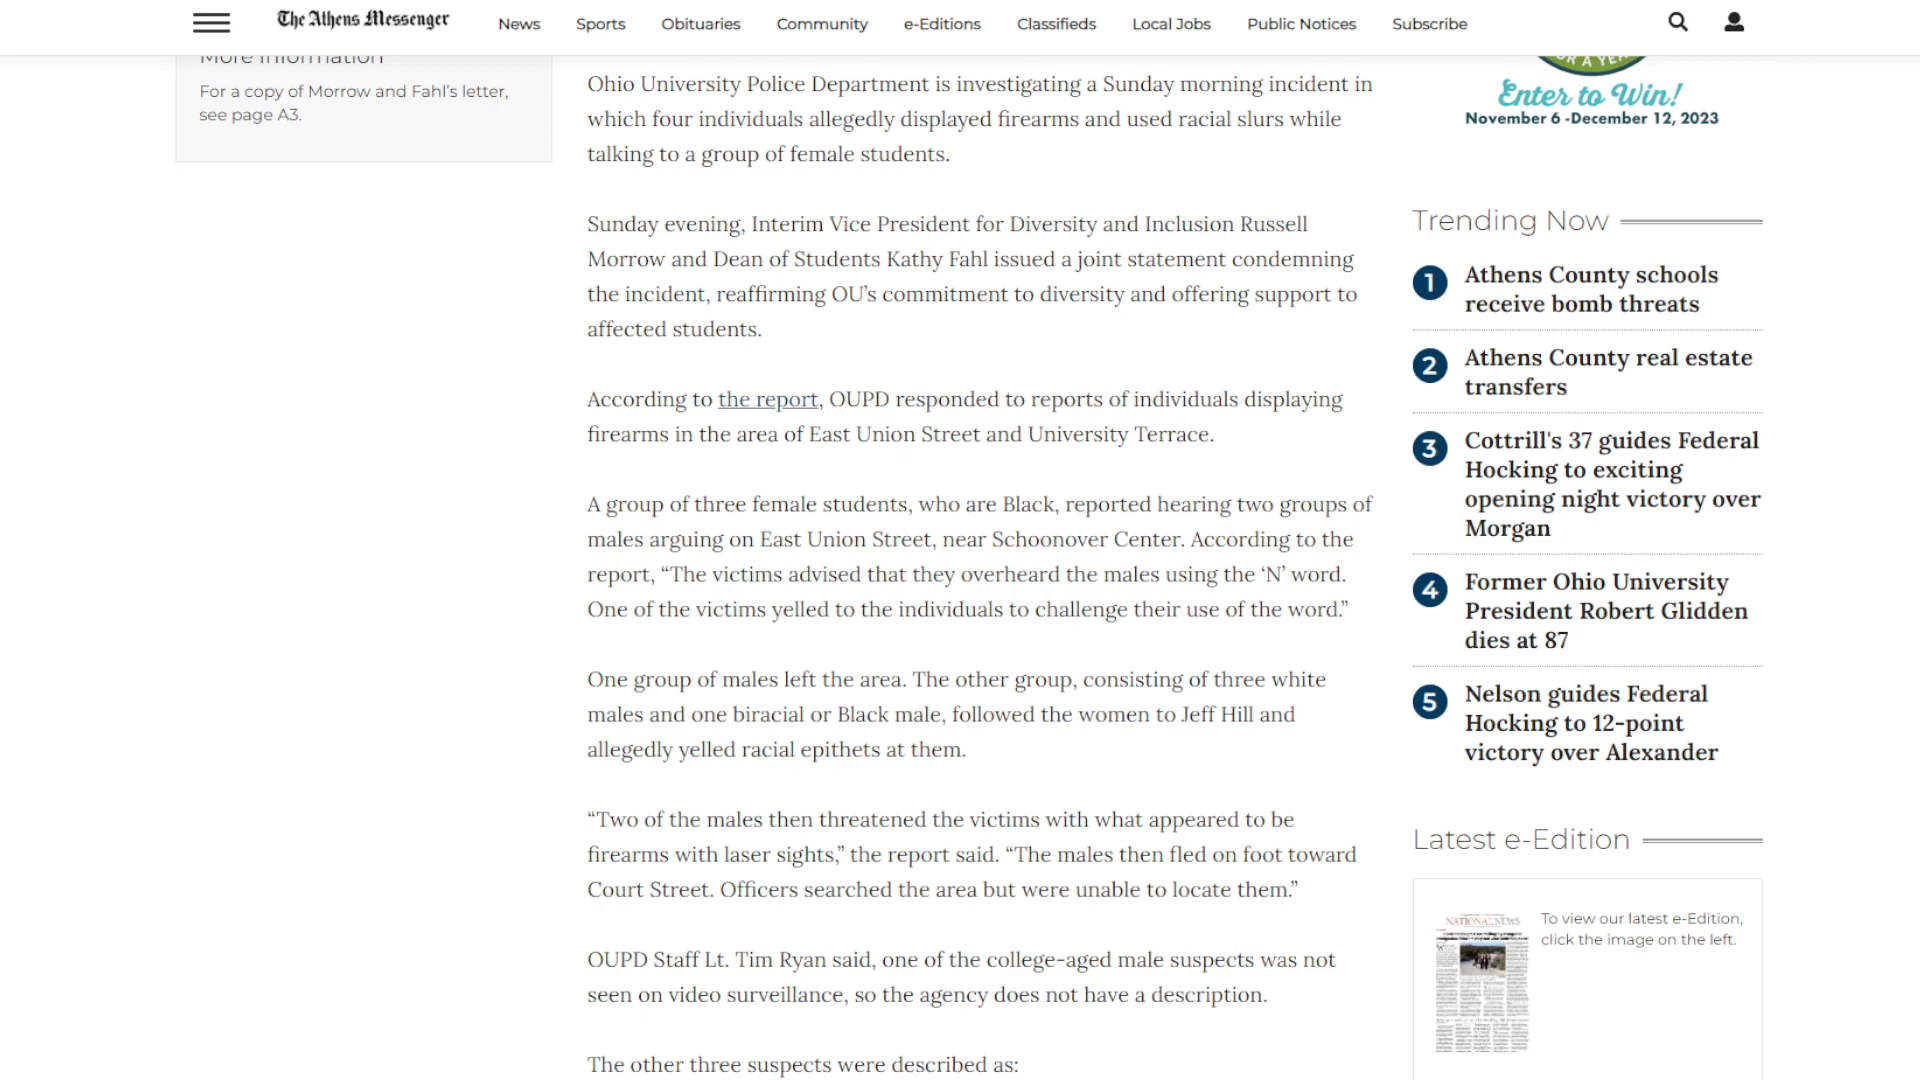 The Athens Messenger
News
Sports
Obituaries
Community
e-Editions
Classifieds
Local Jobs
Public Notices
Subscribe
More Information
For a copy of Morrow and Fahl's letter,
see page A3.
Ohio University Police Department is investigating a Sunday morning incident in
which four individuals allegedly displayed firearms and used racial slurs while
talking to a group of female students.
Sunday evening, Interim Vice President for Diversity and Inclusion Russell
Morrow and Dean of Students Kathy Fahl issued a joint statement condemning
the incident, reaffirming OU’s commitment to diversity and offering support to
affected students.
According to the report, OUPD responded to reports of individuals displaying
firearms in the area of East Union Street and University Terrace.
A group of three female students, who are Black, reported hearing two groups of
males arguing on East Union Street, near Schoonover Center. According to the
report, “The victims advised that they overheard the males using the ‘N’ word.
One of the victims yelled to the individuals to challenge their use of the word.”
One group of males left the area. The other group, consisting of three white
males and one biracial or Black male, followed the women to Jeff Hill and
allegedly yelled racial epithets at them.
“Two of the males then threatened the victims with what appeared to be
firearms with laser sights,” the report said. “The males then fled on foot toward
Court Street. Officers searched the area but were unable to locate them.”
OUPD Staff Lt. Tim Ryan said, one of the college-aged male suspects was not
seen on video surveillance, so the agency does not have a description.
The other three suspects were described as:
FOR A YEAR
Enter to Win!
November 6 -December 12, 2023
Trending Now
1 Athens County schools
receive bomb threats
2 Athens County real estate
transfers
3 Cottrill's 37 guides Federal
Hocking to exciting
opening night victory over
Morgan
4 Former Ohio University
President Robert Glidden
dies at 87
5 Nelson guides Federal
Hocking to 12-point
victory over Alexander
Latest e-Edition
NATIONAL NEWS
To view our latest e-Edition,
click the image on the left.